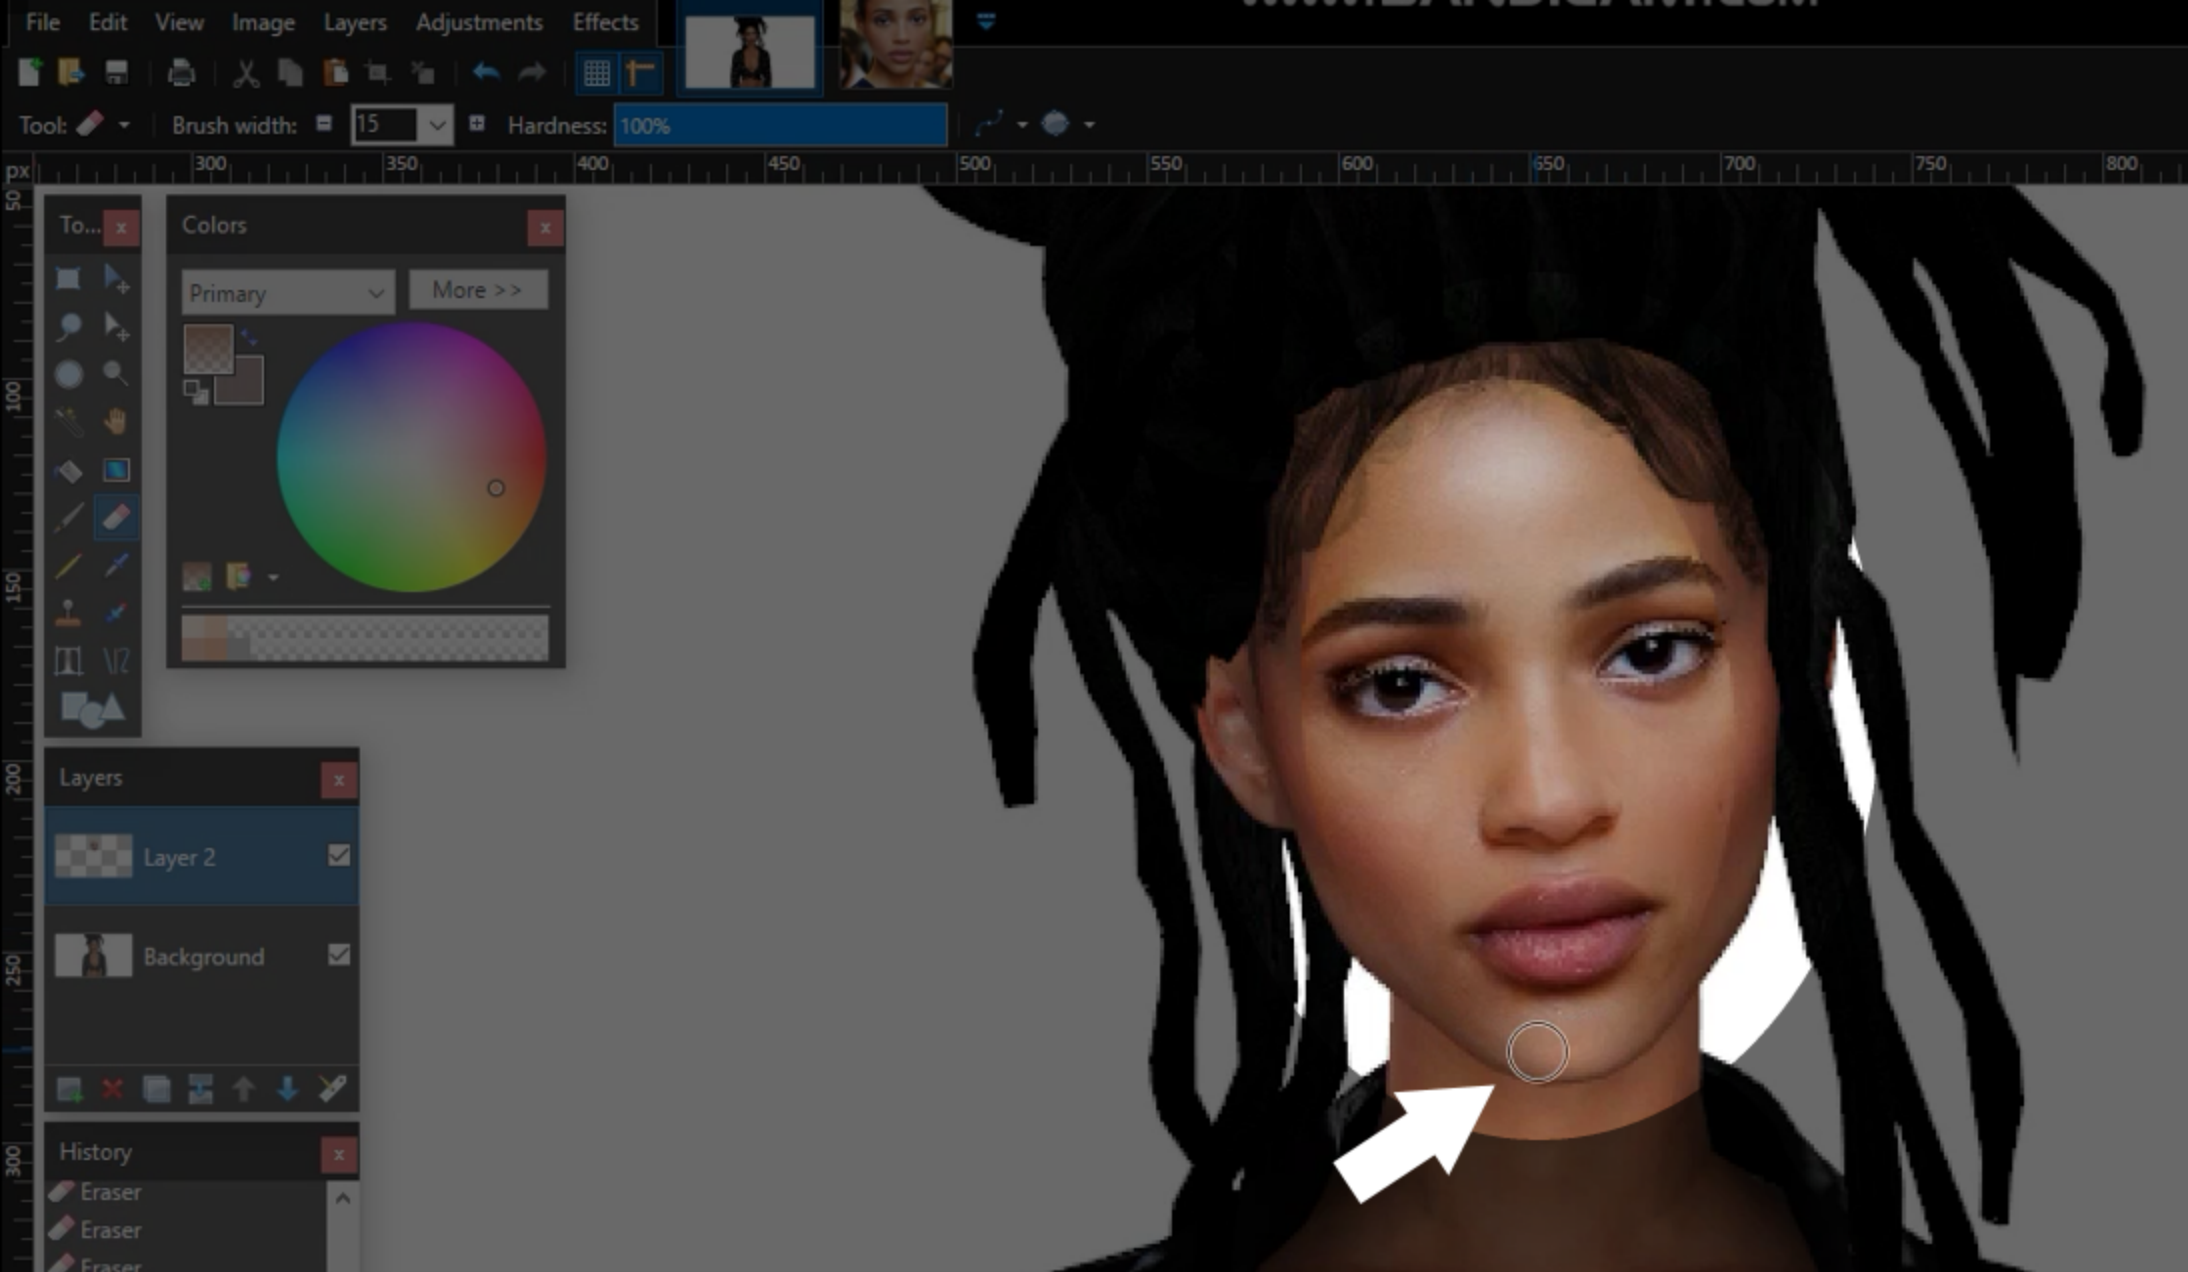 File Edit View Image Layers Adjustments Effects
Tool: Brush width: 15 Hardness: 100%
px 300 350 400 450 500 550 600 650 700 750 800
50
100
150
200
250
300
To... x
Colors x
Primary More >>
Layers x
Layer 2
Background
History x
Eraser
Eraser
Eraser